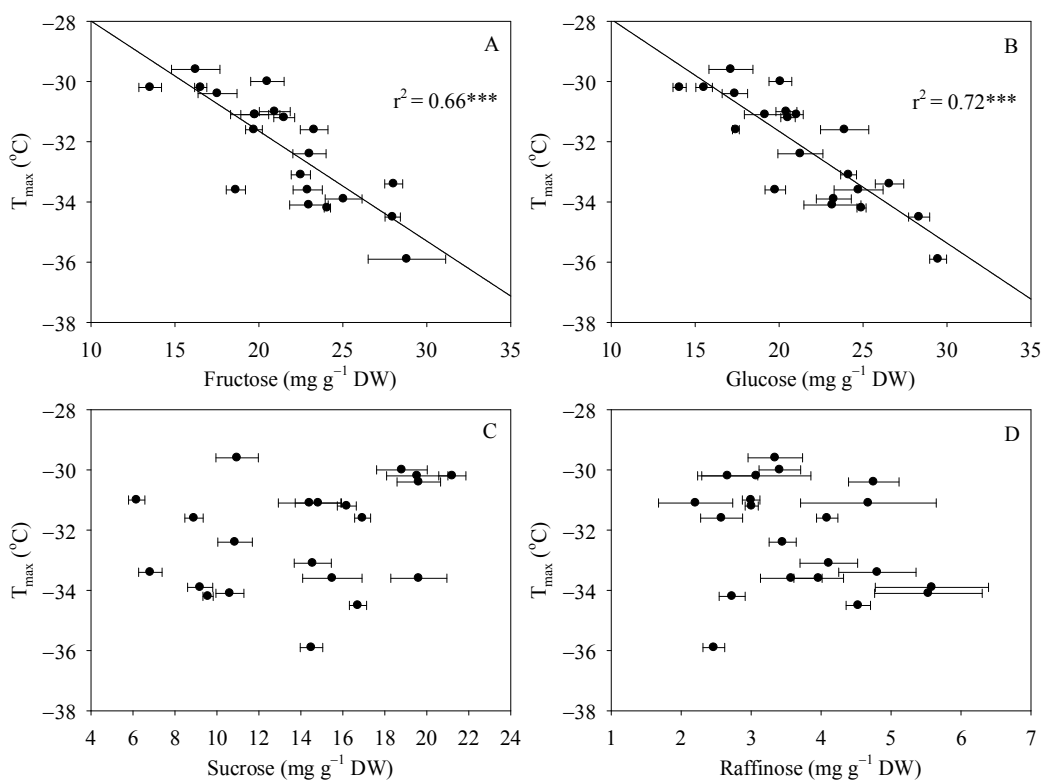 −28
−30
−32
−34
−36
−38
T max (°C)
A
r² = 0.66***
10 15 20 25 30 35
Fructose (mg g⁻¹ DW)
−28
−30
−32
−34
−36
−38
T max (°C)
B
r² = 0.72***
10 15 20 25 30 35
Glucose (mg g⁻¹ DW)
−28
−30
−32
−34
−36
−38
T max (°C)
C
4 6 8 10 12 14 16 18 20 22 24
Sucrose (mg g⁻¹ DW)
−28
−30
−32
−34
−36
−38
T max (°C)
D
1 2 3 4 5 6 7
Raffinose (mg g⁻¹ DW)